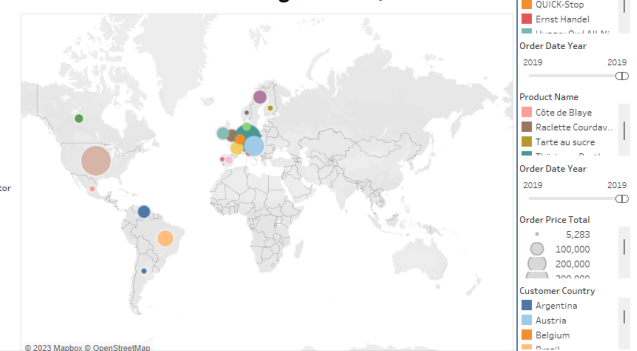 QUICK-Stop
Ernst Handel
Order Date Year
2019 2019
Product Name
Côte de Blaye
Raclette Courdav..
Tarte au sucre
Order Date Year
2019 2019
Order Price Total
5,283
100,000
200,000
Customer Country
Argentina
Austria
Belgium
Brazil
© 2023 Mapbox © OpenStreetMap